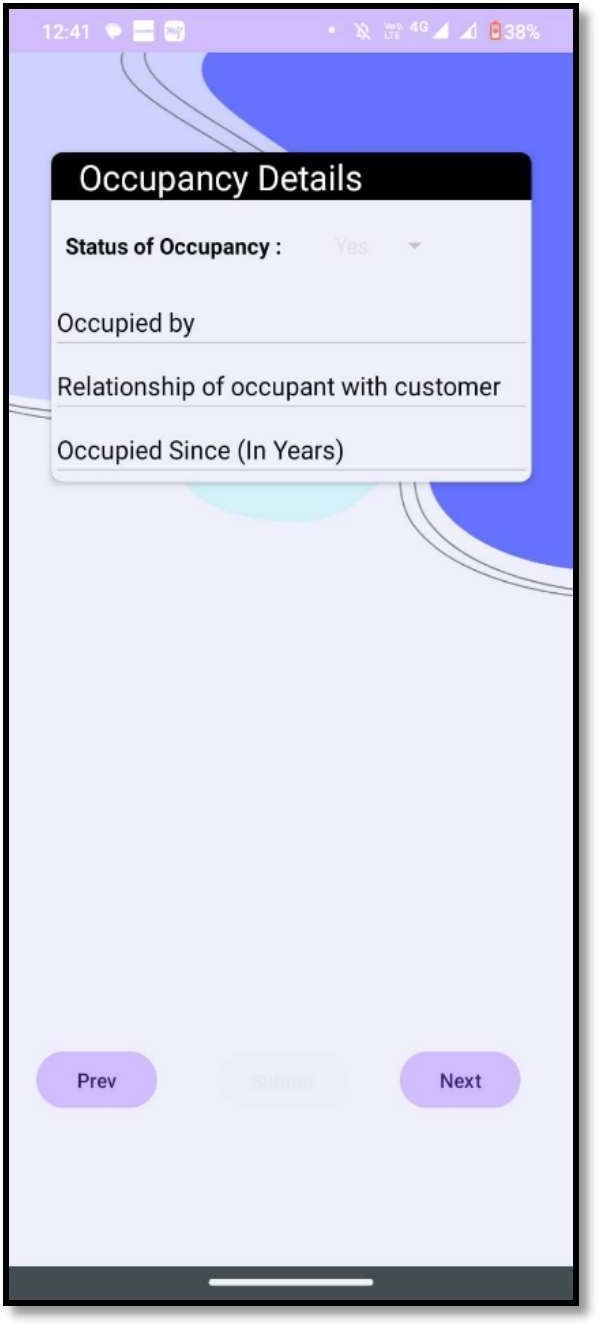 12:41
4G
38%
Occupancy Details
Status of Occupancy :
Yes
Occupied by
Relationship of occupant with customer
Occupied Since (In Years)
Prev
Submit
Next